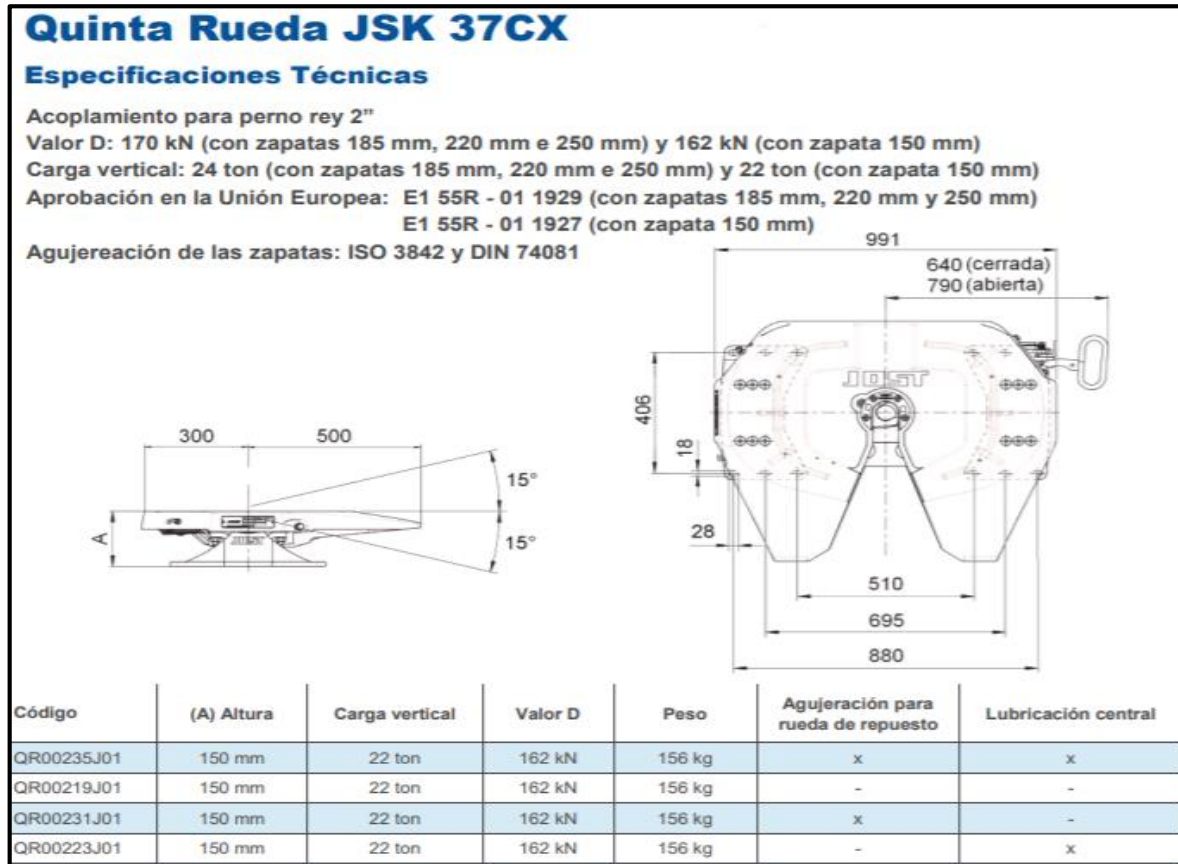 Quinta Rueda JSK 37CX
Especificaciones Técnicas
Acoplamiento para perno rey 2”
Valor D: 170 kN (con zapatas 185 mm, 220 mm e 250 mm) y 162 kN (con zapata 150 mm)
Carga vertical: 24 ton (con zapatas 185 mm, 220 mm e 250 mm) y 22 ton (con zapata 150 mm)
Aprobación en la Unión Europea: E1 55R - 01 1929 (con zapatas 185 mm, 220 mm y 250 mm)
E1 55R - 01 1927 (con zapata 150 mm)
Agujereación de las zapatas: ISO 3842 y DIN 74081
991
640 (cerrada)
790 (abierta)
JOST
406
18
28
510
695
880
300 500
15°
15°
A
JOST
Código (A) Altura Carga vertical Valor D Peso Agujeración para rueda de repuesto Lubricación central
QR00235J01 150 mm 22 ton 162 kN 156 kg x x
QR00219J01 150 mm 22 ton 162 kN 156 kg - -
QR00231J01 150 mm 22 ton 162 kN 156 kg x -
QR00223J01 150 mm 22 ton 162 kN 156 kg - x